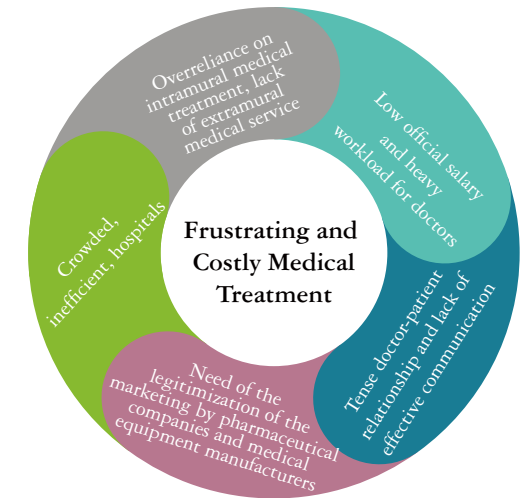 Overreliance on
intramural medical
treatment, lack
of extramural
medical service
Low official salary
and heavy
workload for doctors
Tense doctor-patient
relationship and lack of
effective communication
Need of the
legitimization of the
marketing by pharmaceutical
companies and medical
equipment manufacturers
Crowded,
inefficient, hospitals
Frustrating and
Costly Medical
Treatment